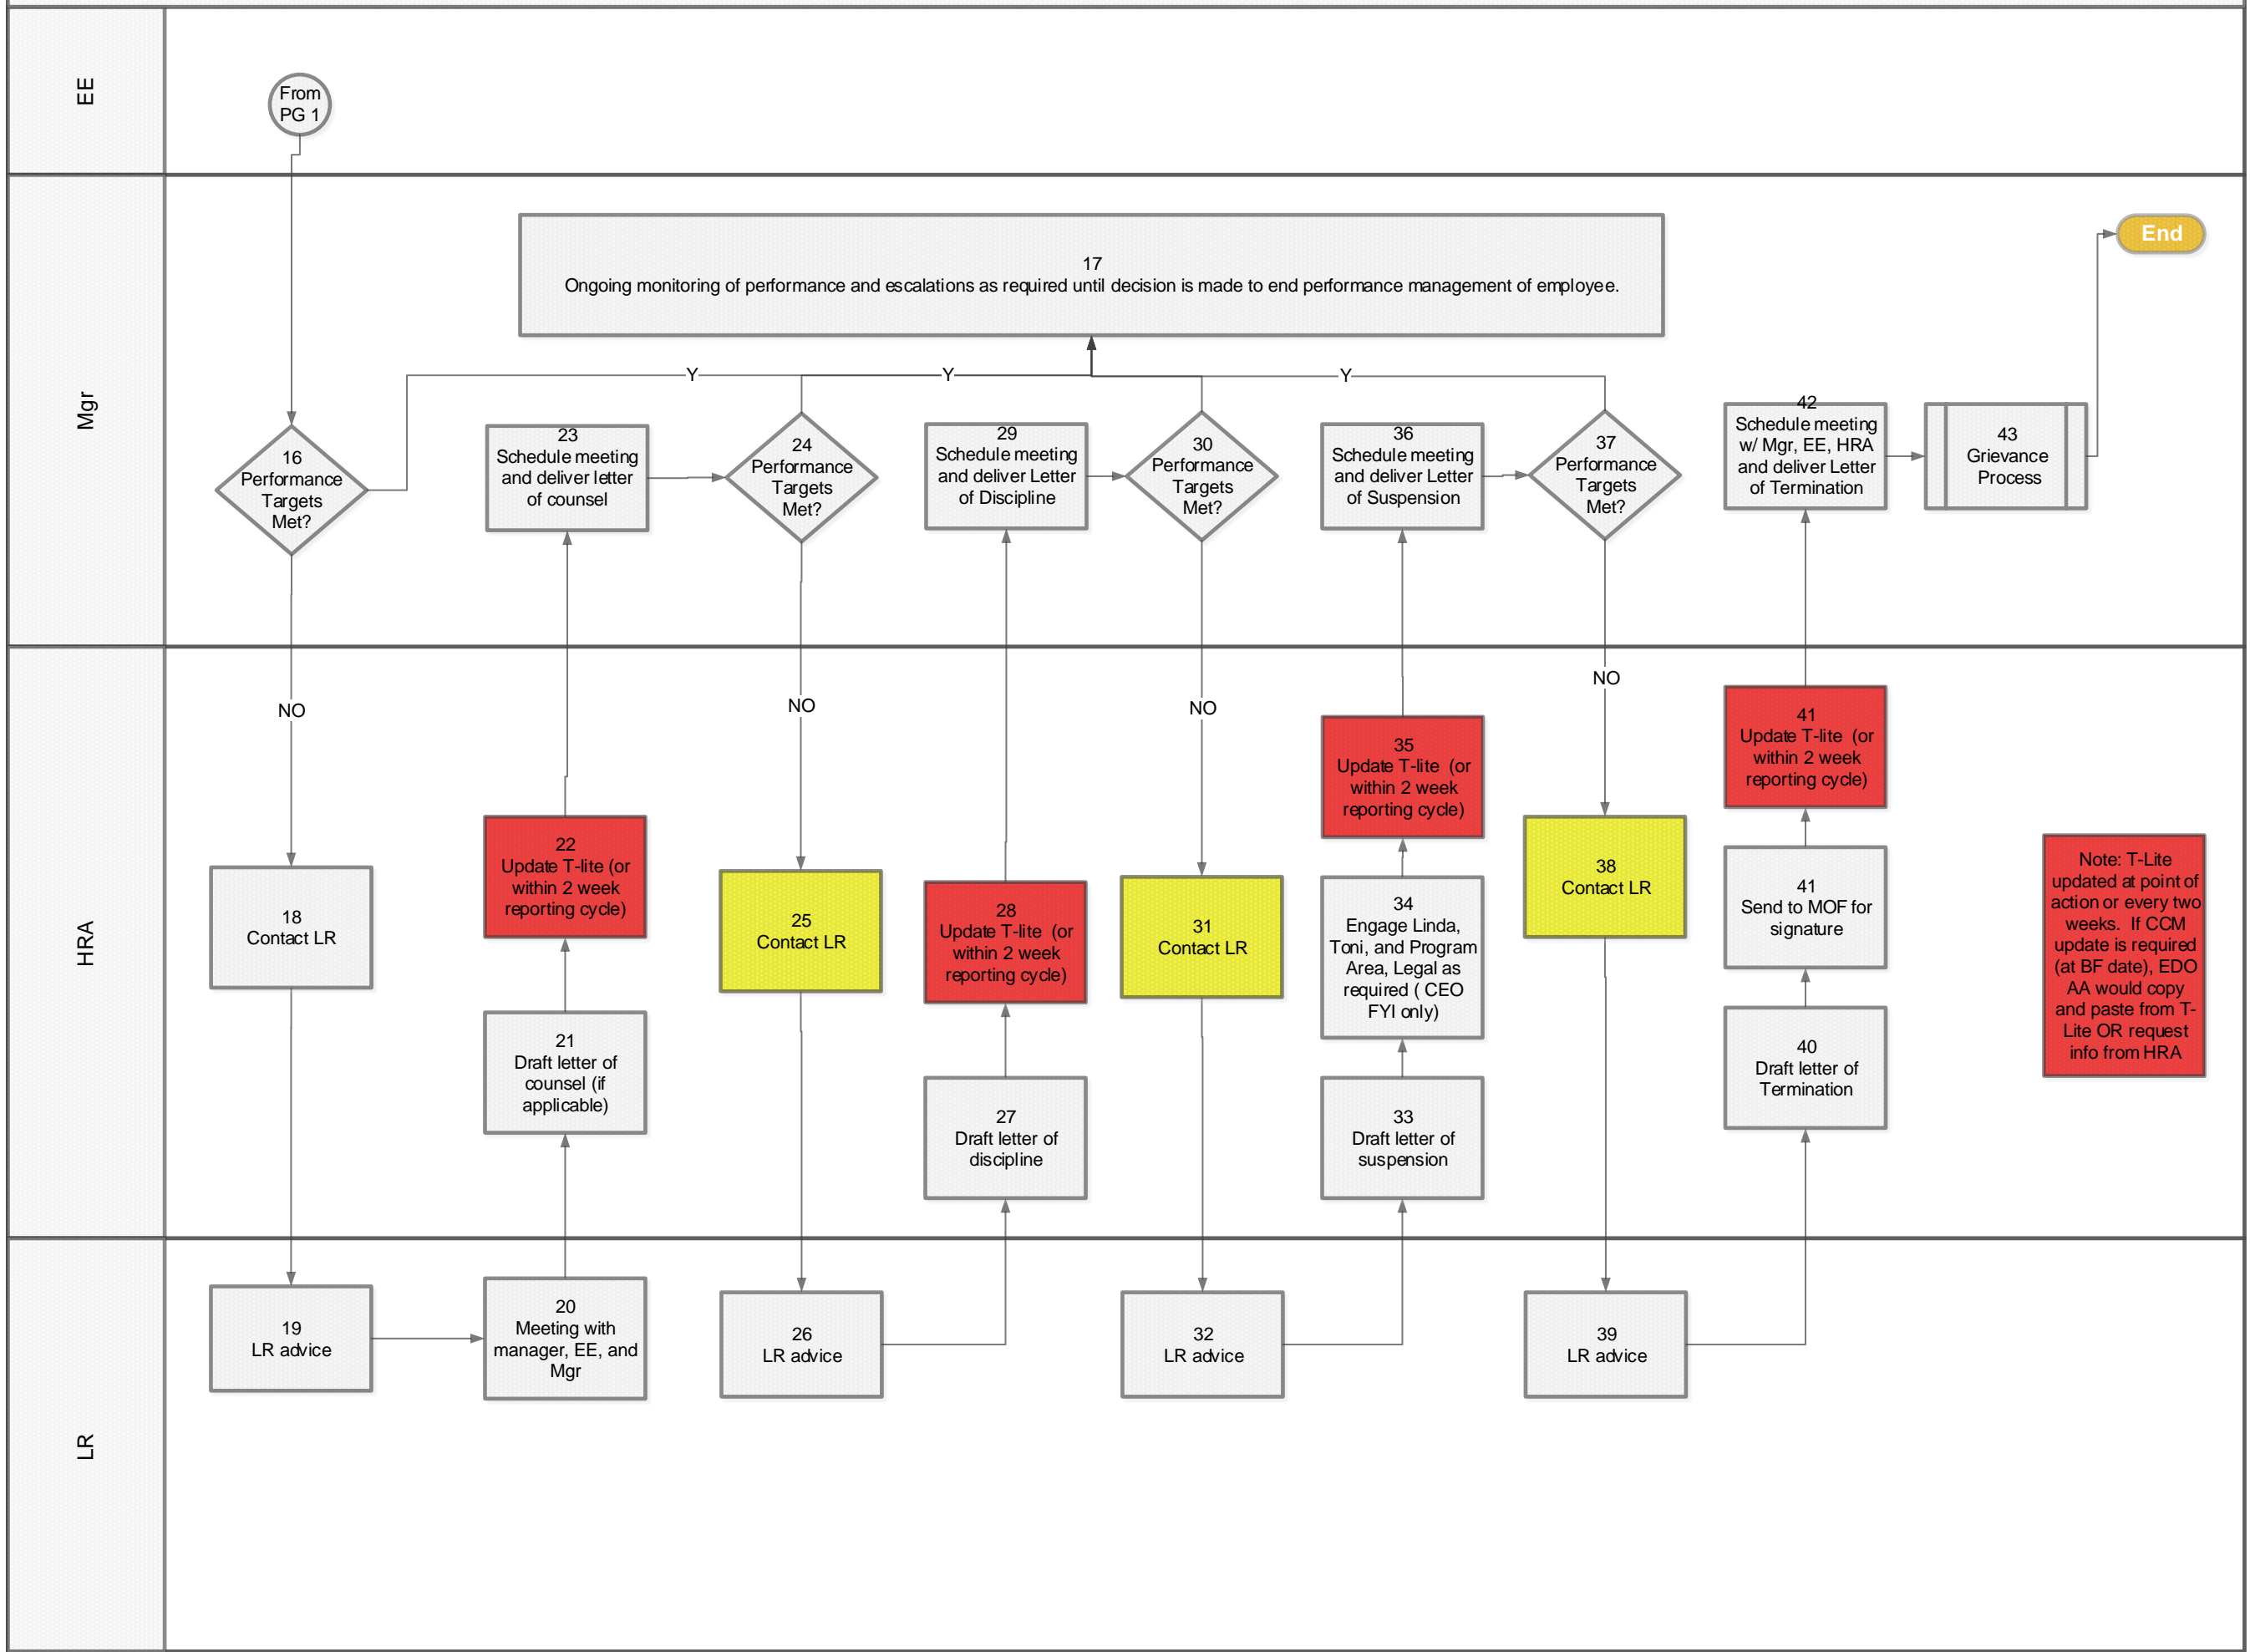 EE
From
PG 1
Mgr
17
Ongoing monitoring of performance and escalations as required until decision is made to end performance management of employee.
End
Y
Y
Y
16
Performance
Targets
Met?
23
Schedule meeting
and deliver letter
of counsel
24
Performance
Targets
Met?
29
Schedule meeting
and deliver Letter
of Discipline
30
Performance
Targets
Met?
36
Schedule meeting
and deliver Letter
of Suspension
37
Performance
Targets
Met?
42
Schedule meeting
w/ Mgr, EE, HRA
and deliver Letter
of Termination
43
Grievance
Process
HRA
NO
NO
NO
NO
18
Contact LR
22
Update T-lite (or
within 2 week
reporting cycle)
21
Draft letter of
counsel (if
applicable)
25
Contact LR
28
Update T-lite (or
within 2 week
reporting cycle)
27
Draft letter of
discipline
31
Contact LR
35
Update T-lite (or
within 2 week
reporting cycle)
34
Engage Linda,
Toni, and Program
Area, Legal as
required ( CEO
FYI only)
33
Draft letter of
suspension
38
Contact LR
41
Update T-lite (or
within 2 week
reporting cycle)
41
Send to MOF for
signature
40
Draft letter of
Termination
Note: T-Lite
updated at point of
action or every two
weeks. If CCM
update is required
(at BF date), EDO
AA would copy
and paste from T-
Lite OR request
info from HRA
LR
19
LR advice
20
Meeting with
manager, EE, and
Mgr
26
LR advice
32
LR advice
39
LR advice